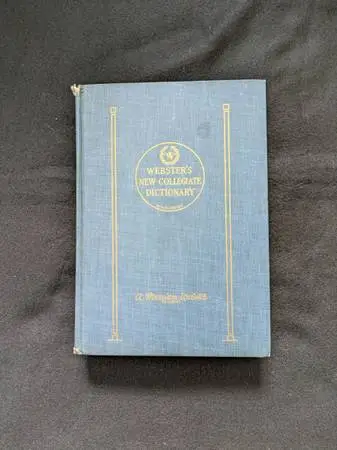 W
WEBSTER'S
NEW COLLEGIATE
DICTIONARY
A Merriam-Webster